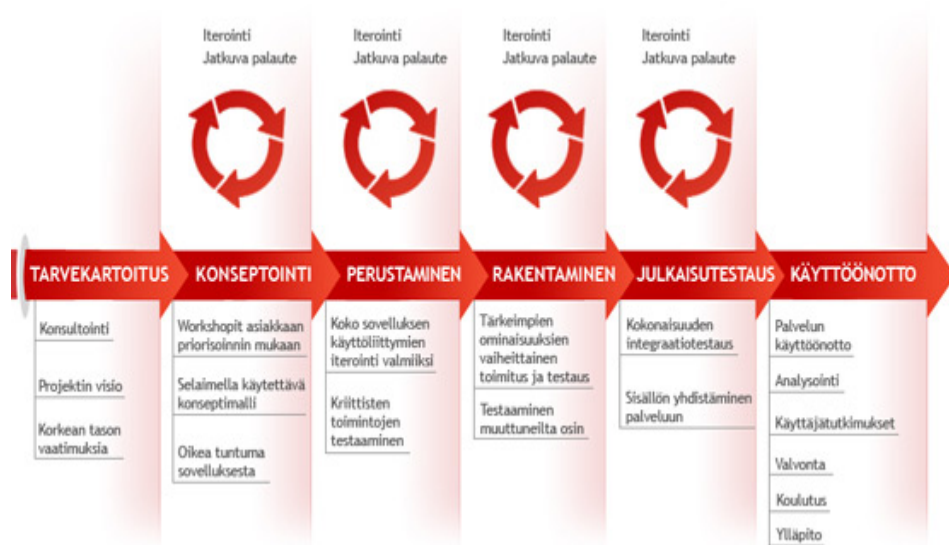 Iterointi
Jatkuva palaute
Iterointi
Jatkuva palaute
Iterointi
Jatkuva palaute
Iterointi
Jatkuva palaute
TARVEKARTOITUS
KONSEPTOINTI
PERUSTAMINEN
RAKENTAMINEN
JULKAISUTESTAUS
KÄYTTÖÖNOTTO
Konsultointi
Projektin visio
Korkean tason
vaatimuksia
Workshopit asiakkaan
priorisoinnin mukaan
Selaimella käytettävä
konseptimalli
Oikea tuntuma
sovelluksesta
Koko sovelluksen
käyttöliittymien
iterointi valmiiksi
Kriittisten
toimintojen
testaaminen
Tärkeimpien
ominaisuuksien
vaiheittainen
toimitus ja testaus
Testaaminen
muuttuneilta osin
Kokonaisuuden
integraatiotestaus
Sisällön yhdistäminen
palveluun
Palvelun
käyttöönotto
Analysointi
Käyttäjätutkimukset
Valvonta
Koulutus
Ylläpito